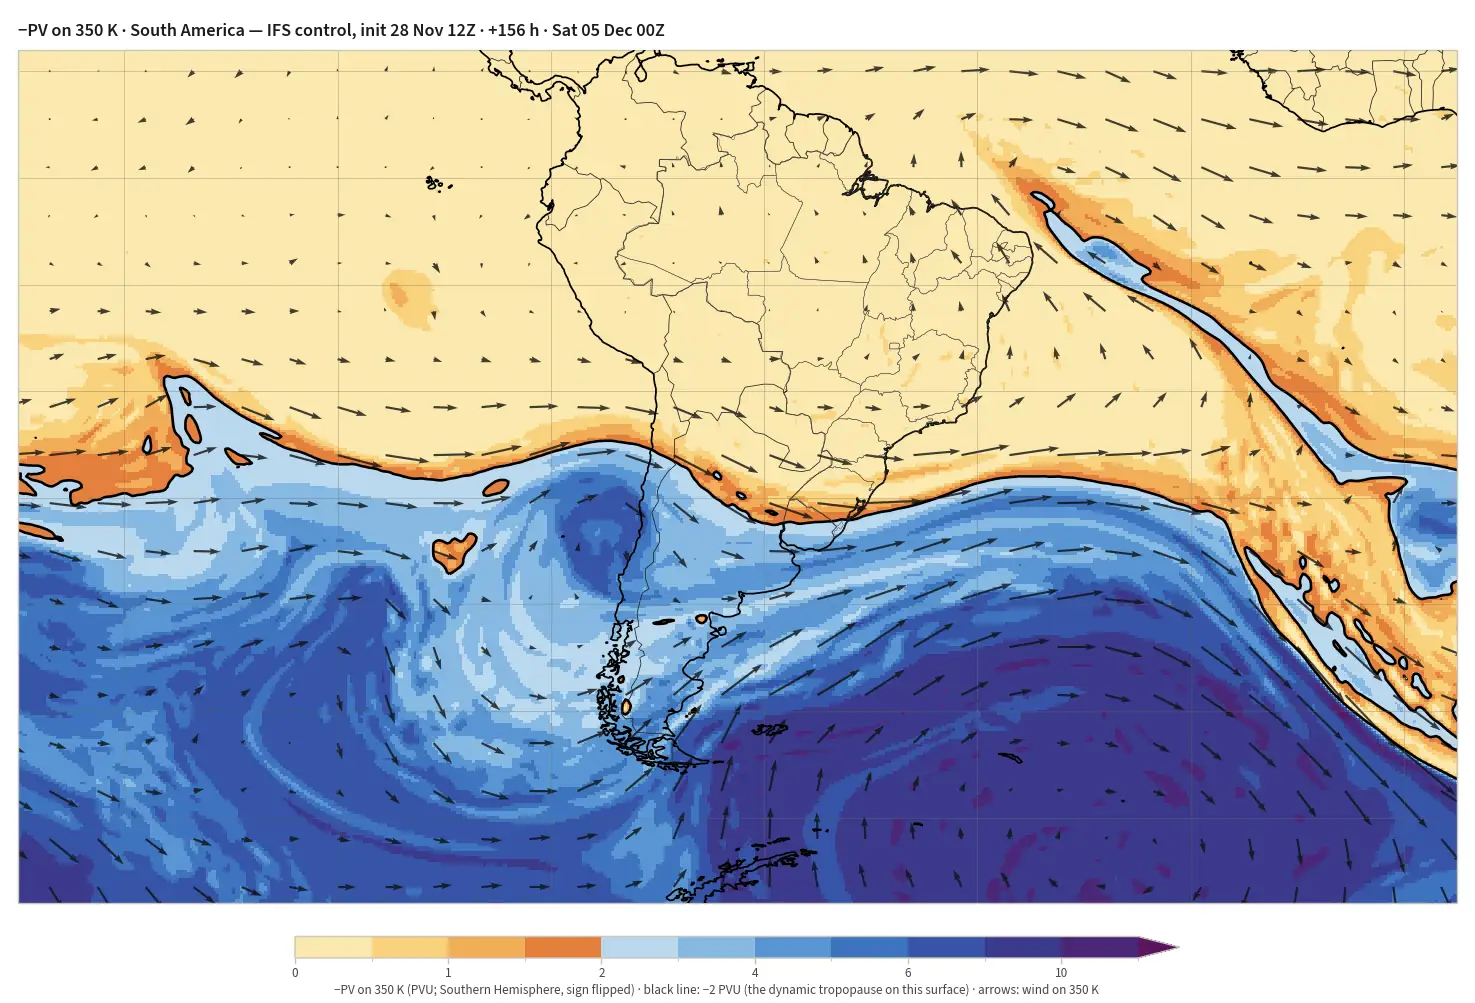 −PV on 350 K · South America — IFS control, init 28 Nov 12Z · +156 h · Sat 05 Dec 00Z
0 1 2 4 6 10
−PV on 350 K (PVU; Southern Hemisphere, sign flipped) · black line: −2 PVU (the dynamic tropopause on this surface) · arrows: wind on 350 K